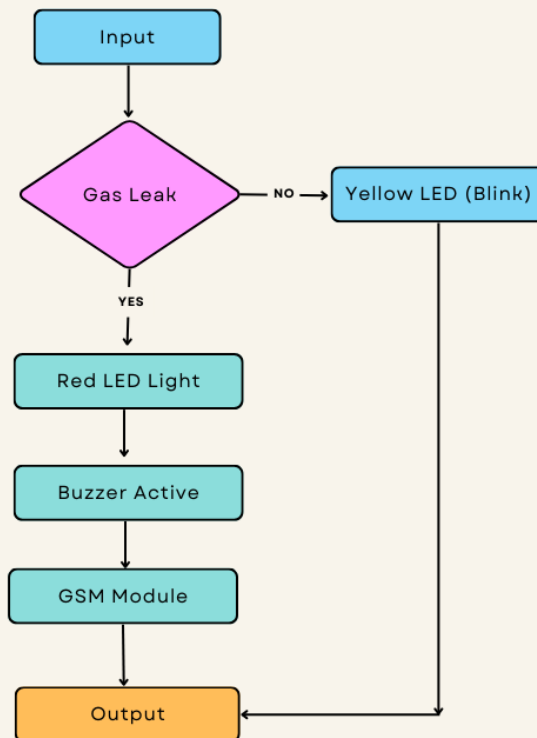 Input
Gas Leak
NO
Yellow LED (Blink)
YES
Red LED Light
Buzzer Active
GSM Module
Output